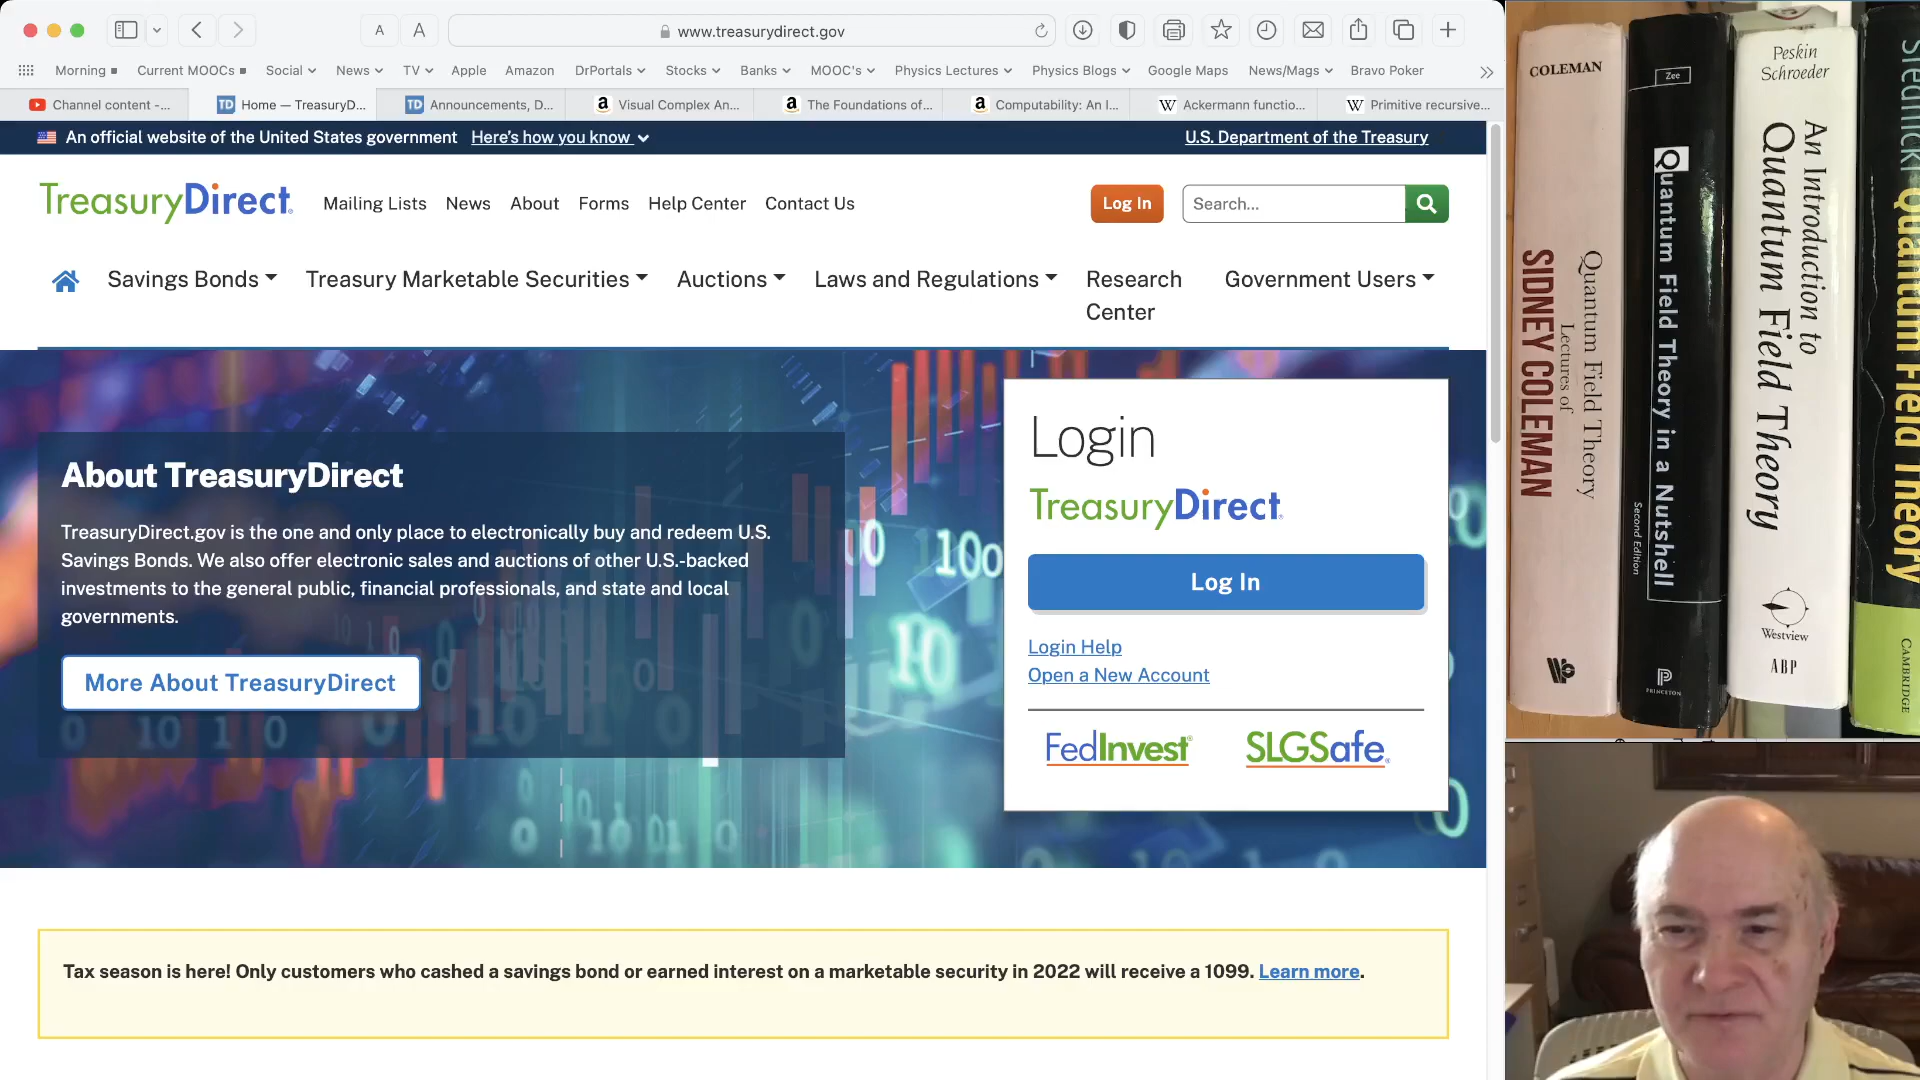 A
A
www.treasurydirect.gov
Morning
Current MOOCs
Social
News
TV
Apple
Amazon
DrPortals
Stocks
Banks
MOOC's
Physics Lectures
Physics Blogs
Google Maps
News/Mags
Bravo Poker
Channel content -...
TD Home — TreasuryD...
TD Announcements, D...
a Visual Complex An...
a The Foundations of...
a Computability: An I...
W Ackermann functio...
W Primitive recursive...
An official website of the United States government Here's how you know
U.S. Department of the Treasury
TreasuryDirect
Mailing Lists
News
About
Forms
Help Center
Contact Us
Log In
Search...
Savings Bonds
Treasury Marketable Securities
Auctions
Laws and Regulations
Research
Center
Government Users
About TreasuryDirect
TreasuryDirect.gov is the one and only place to electronically buy and redeem U.S.
Savings Bonds. We also offer electronic sales and auctions of other U.S.-backed
investments to the general public, financial professionals, and state and local
governments.
More About TreasuryDirect
Login
TreasuryDirect
Log In
Login Help
Open a New Account
FedInvest
SLGSafe
Tax season is here! Only customers who cashed a savings bond or earned interest on a marketable security in 2022 will receive a 1099. Learn more.
COLEMAN
Quantum Field Theory
Lectures of
SIDNEY COLEMAN
Zee
Quantum Field Theory in a Nutshell
Second Edition
PRINCETON
Peskin
Schroeder
An Introduction to
Quantum Field Theory
Westview
ABP
Srednicki Quantum Field Theory
CAMBRIDGE